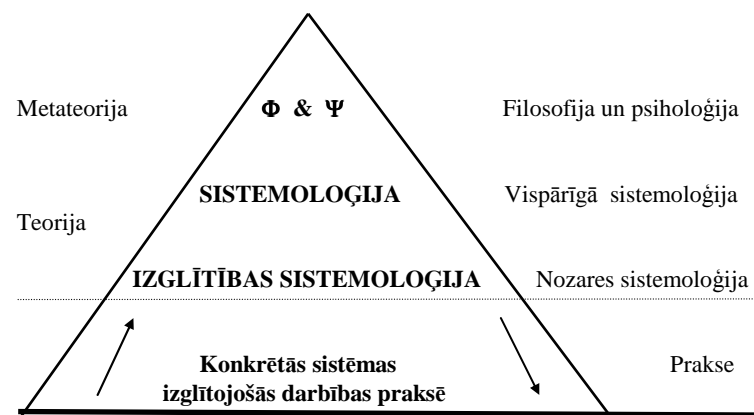 Metateorija Φ & Ψ Filosofija un psiholoģija
SISTEMOLOĢIJA Vispārīgā sistemoloģija
Teorija
IZGLĪTĪBAS SISTEMOLOĢIJA Nozares sistemoloģija
Konkrētās sistēmas Prakse
izglītojošās darbības praksē